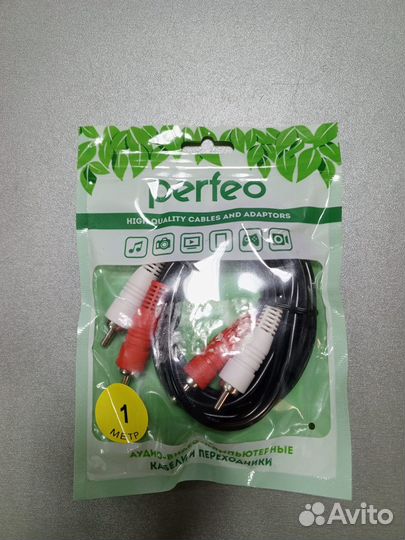 perfeo
HIGH QUALITY CABLES AND ADAPTORS
1
МЕТР
КАБЕЛИ И ПЕРЕХОДНИКИ
Avito